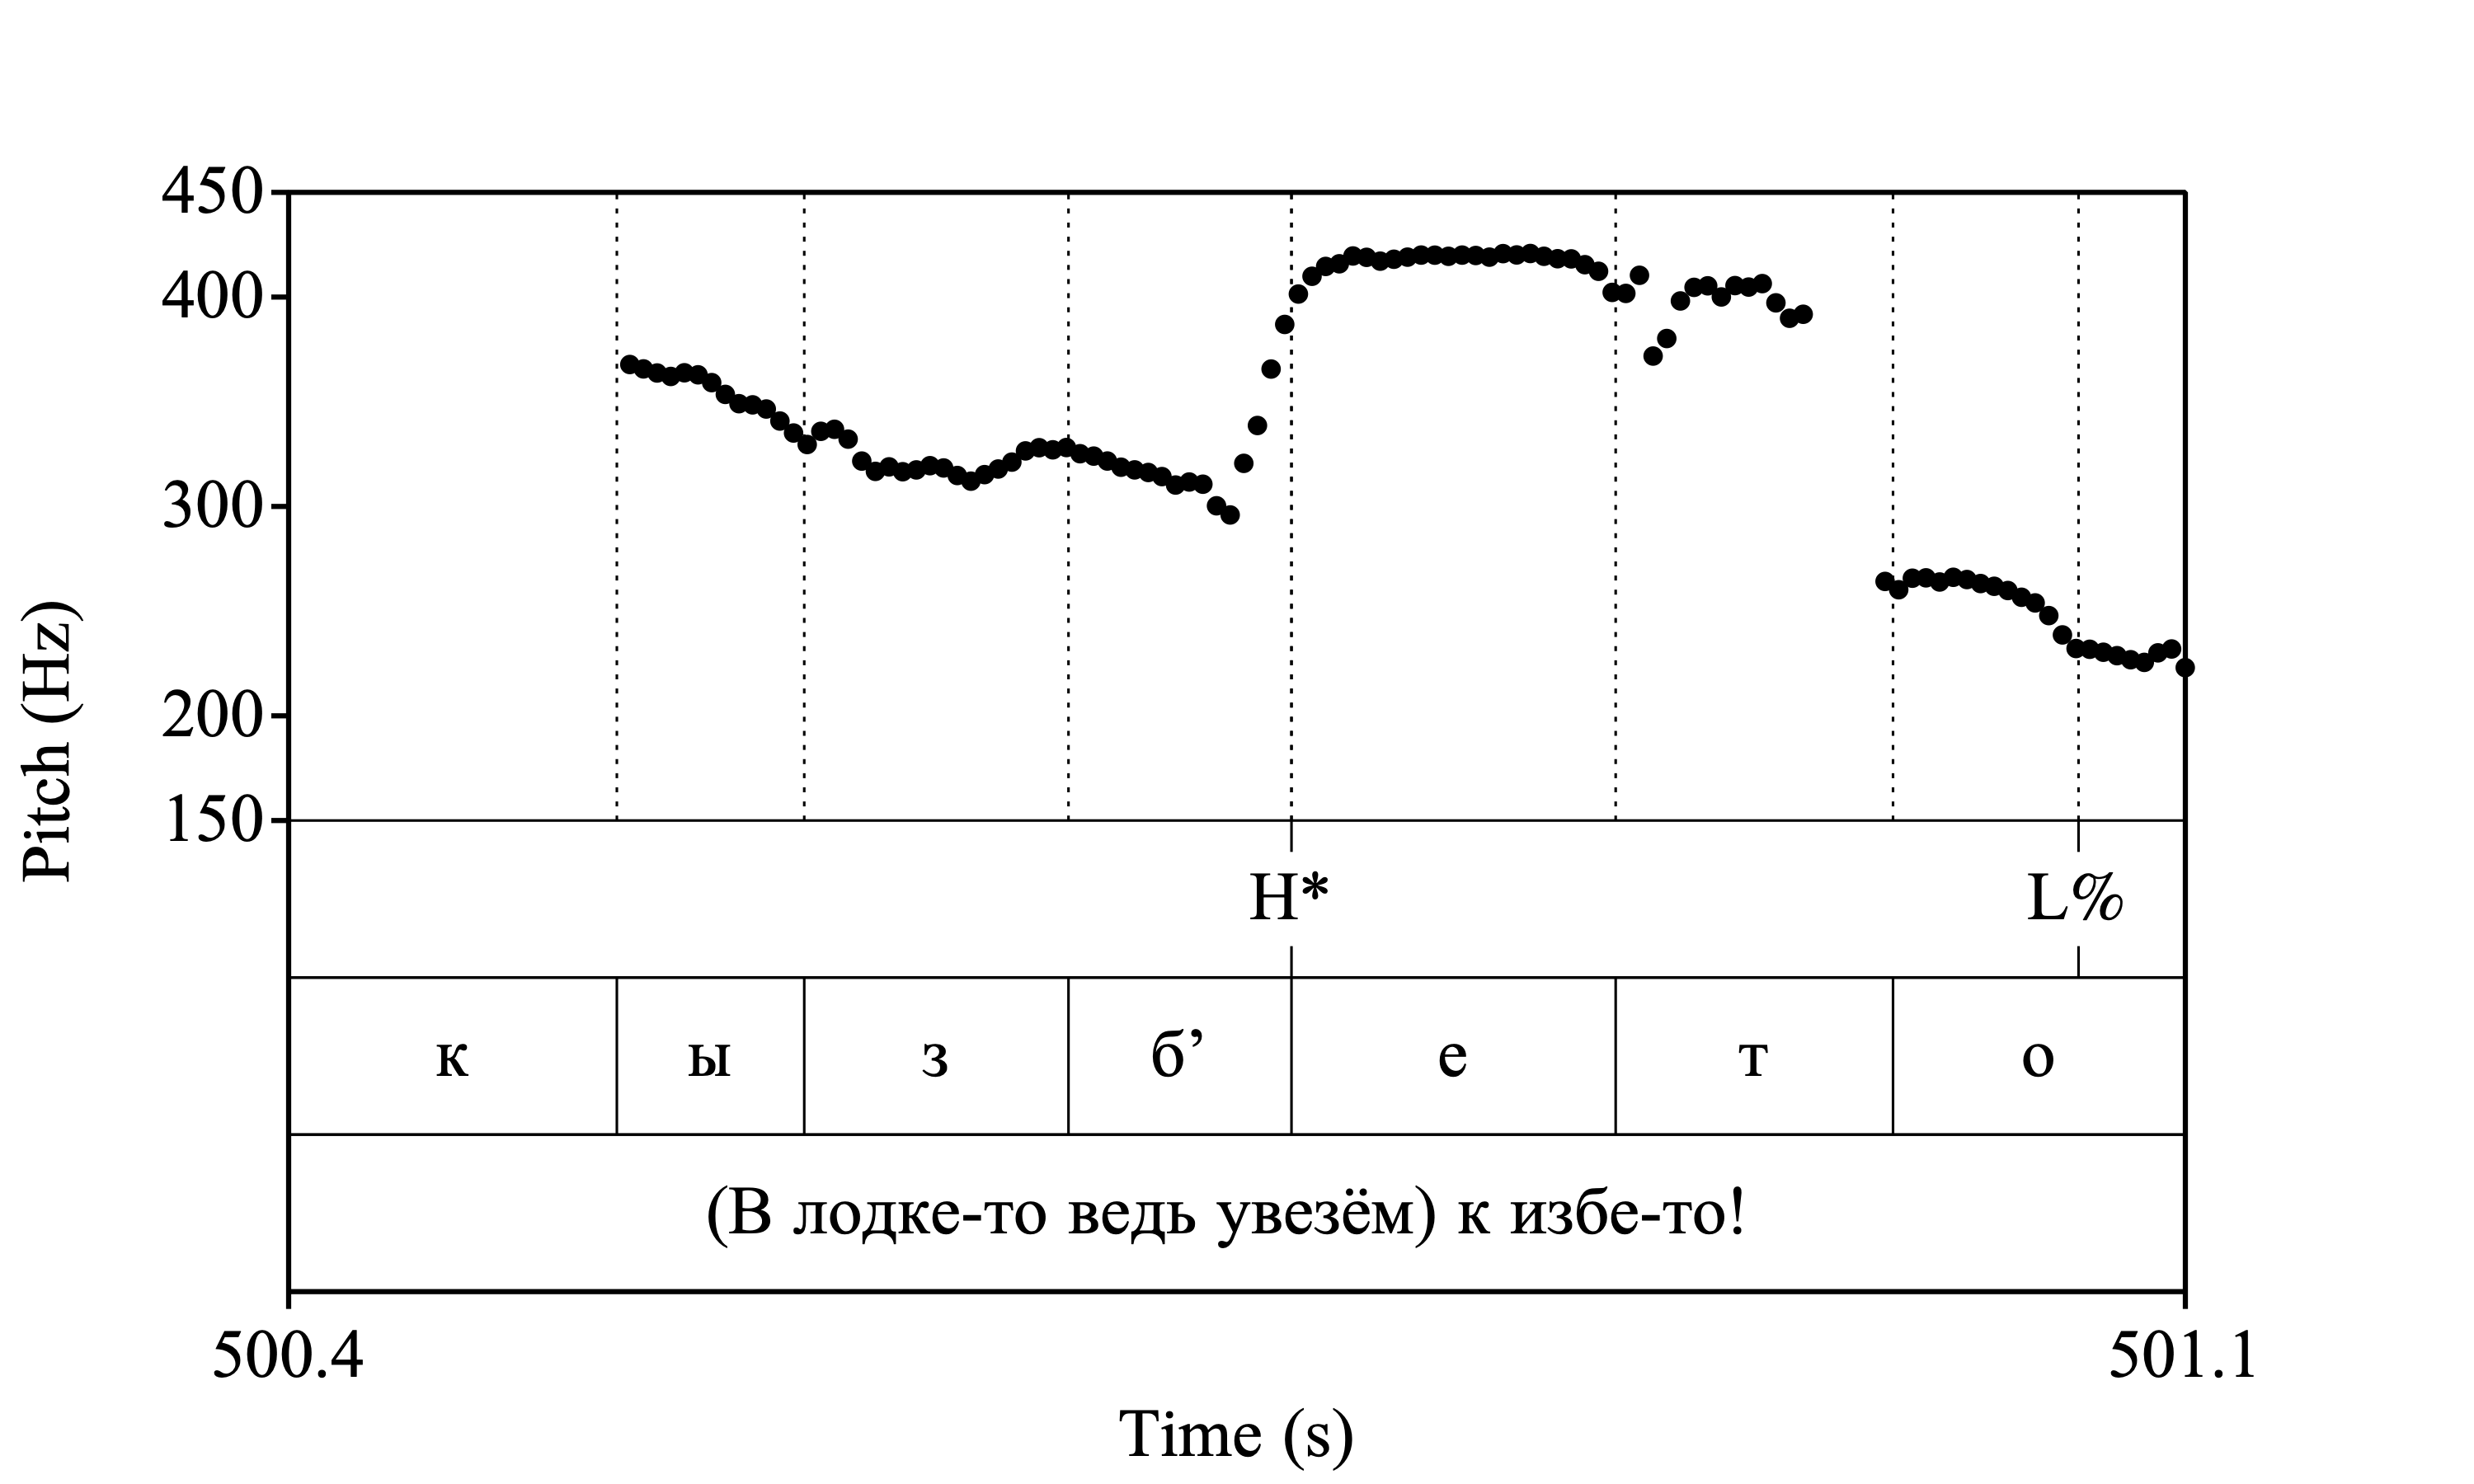 450
400
300
200
150
Pitch (Hz)
H* L%
к ы з б’ е т о
(В лодке-то ведь увезём) к избе-то!
500.4 501.1
Time (s)